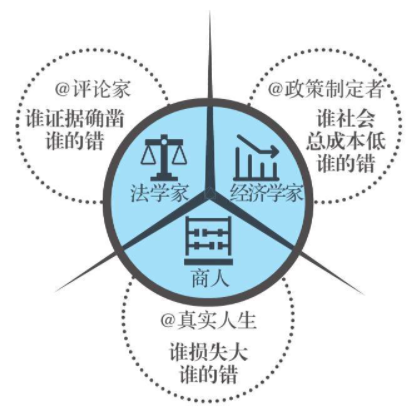 @评论家
谁证据确凿
谁的错
@政策制定者
谁社会
总成本低
谁的错
法学家
经济学家
商人
@真实人生
谁损失大
谁的错